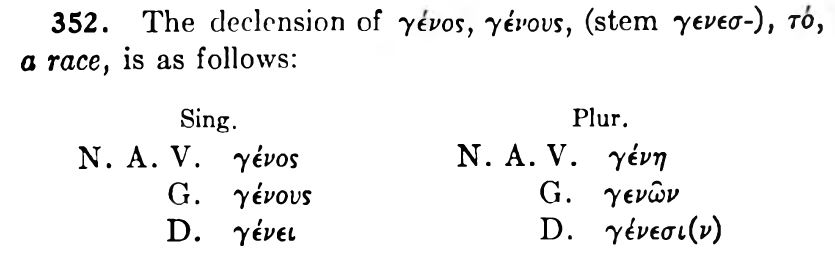 352. The declension of γένος, γένους, (stem γενεσ-), τό,
a race, is as follows:
Sing. Plur.
N. A. V. γένος N. A. V. γένη
G. γένους G. γενῶν
D. γένει D. γένεσι(ν)